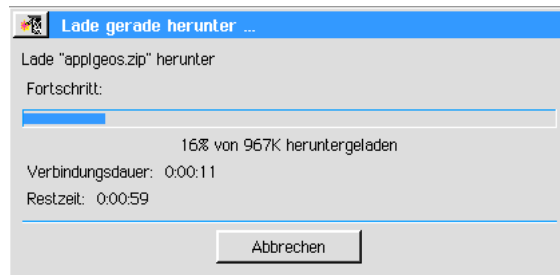 Lade gerade herunter ...
Lade "applgeos.zip" herunter
Fortschritt:
16% von 967K heruntergeladen
Verbindungsdauer: 0:00:11
Restzeit: 0:00:59
Abbrechen